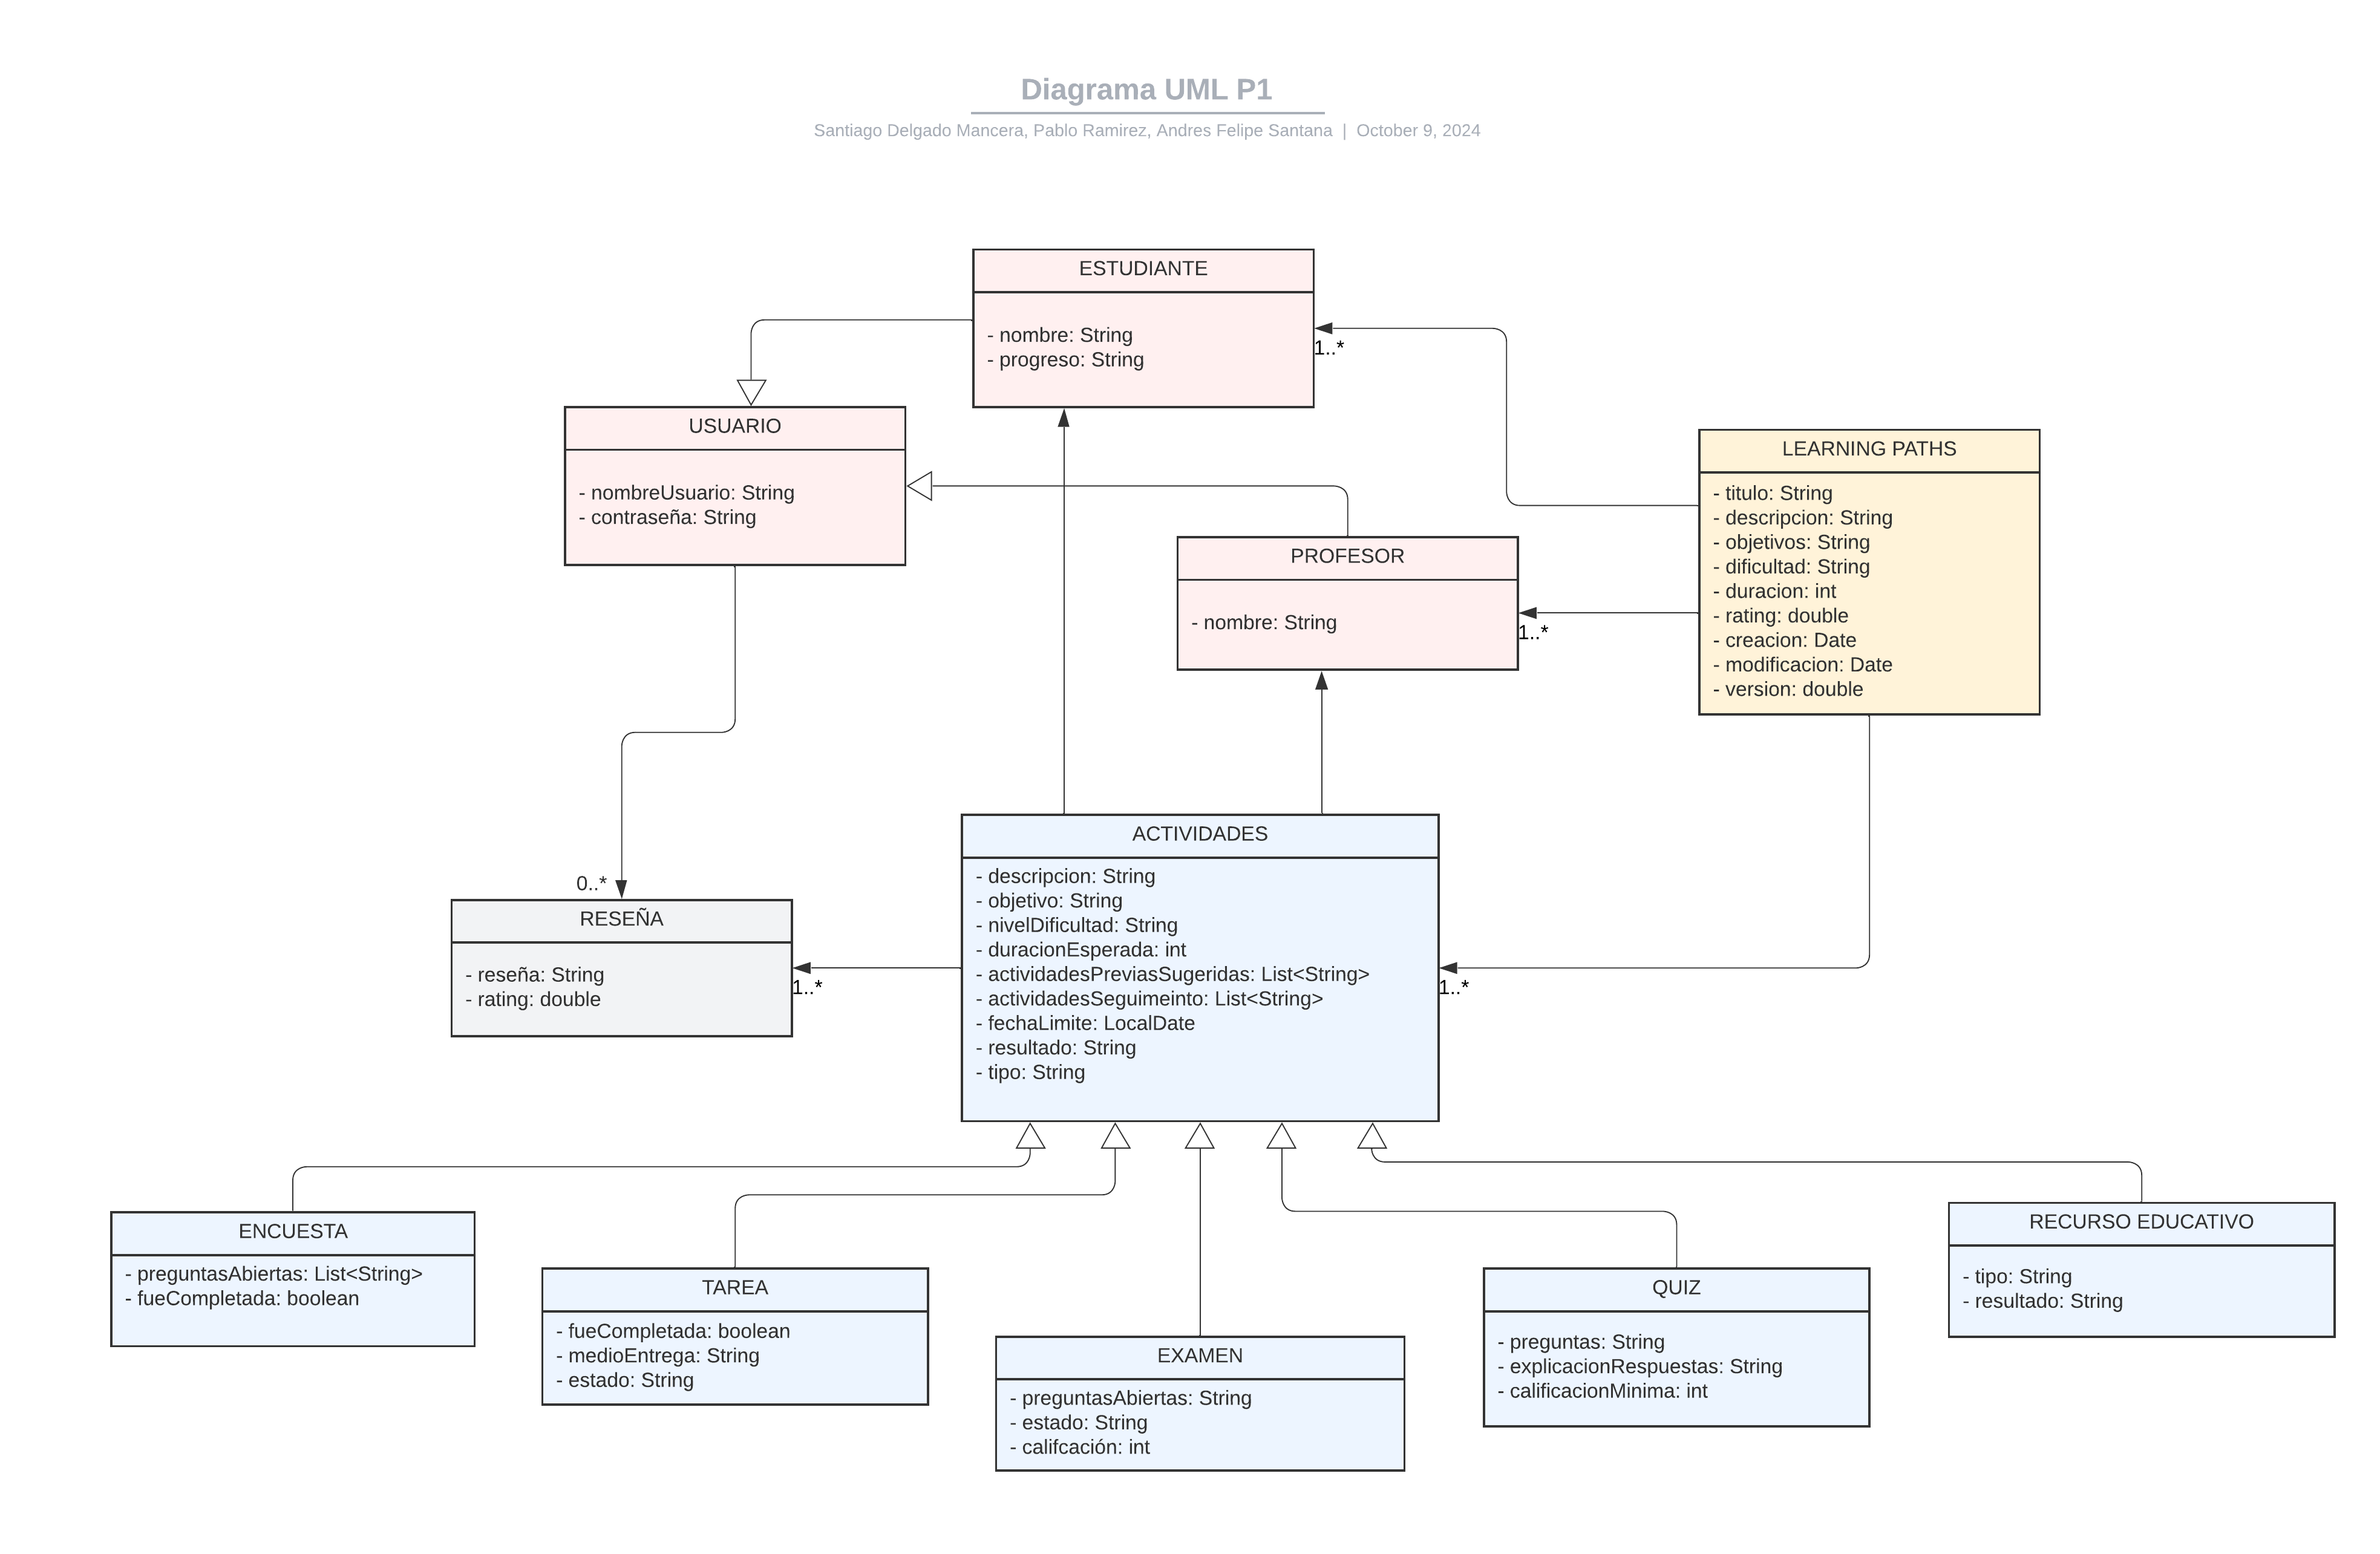 Diagrama UML P1
Santiago Delgado Mancera, Pablo Ramirez, Andres Felipe Santana | October 9, 2024
ESTUDIANTE
- nombre: String
- progreso: String
1..*
USUARIO
- nombreUsuario: String
- contraseña: String
LEARNING PATHS
- titulo: String
- descripcion: String
- objetivos: String
- dificultad: String
- duracion: int
- rating: double
- creacion: Date
- modificacion: Date
- version: double
PROFESOR
- nombre: String
1..*
ACTIVIDADES
- descripcion: String
- objetivo: String
- nivelDificultad: String
- duracionEsperada: int
- actividadesPreviasSugeridas: List<String>
- actividadesSeguimeinto: List<String>
- fechaLimite: LocalDate
- resultado: String
- tipo: String
1..*
0..*
RESEÑA
- reseña: String
- rating: double
1..*
ENCUESTA
- preguntasAbiertas: List<String>
- fueCompletada: boolean
TAREA
- fueCompletada: boolean
- medioEntrega: String
- estado: String
EXAMEN
- preguntasAbiertas: String
- estado: String
- califcación: int
QUIZ
- preguntas: String
- explicacionRespuestas: String
- calificacionMinima: int
RECURSO EDUCATIVO
- tipo: String
- resultado: String